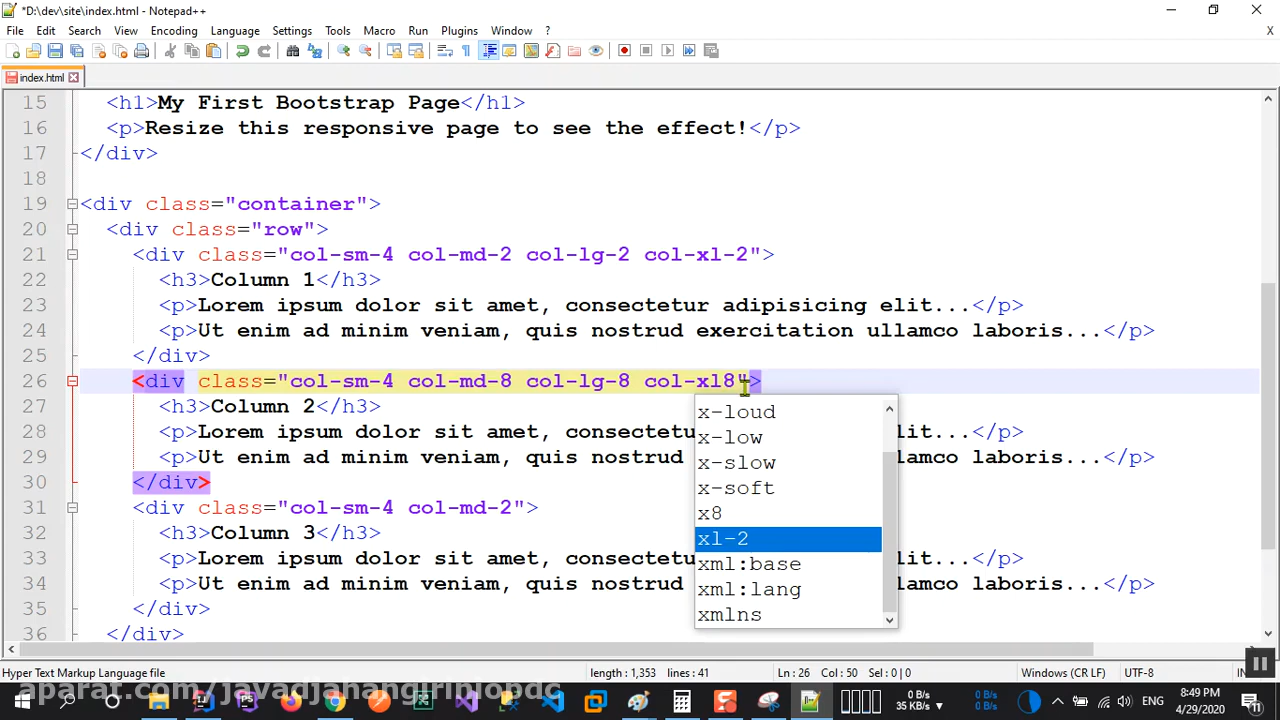 *D:\dev\site\index.html - Notepad++
File Edit Search View Encoding Language Settings Tools Macro Run Plugins Window ? X
index.html
15 <h1>My First Bootstrap Page</h1>
16 <p>Resize this responsive page to see the effect!</p>
17 </div>
18
19 <div class="container">
20 <div class="row">
21 <div class="col-sm-4 col-md-2 col-lg-2 col-xl-2">
22 <h3>Column 1</h3>
23 <p>Lorem ipsum dolor sit amet, consectetur adipisicing elit...</p>
24 <p>Ut enim ad minim veniam, quis nostrud exercitation ullamco laboris...</p>
25 </div>
26 <div class="col-sm-4 col-md-8 col-lg-8 col-xl8">
27 <h3>Column 2</h3>
28 <p>Lorem ipsum dolor sit amet, consectetu lit...</p>
29 <p>Ut enim ad minim veniam, quis nostrud ullamco laboris...</p>
30 </div>
31 <div class="col-sm-4 col-md-2">
32 <h3>Column 3</h3>
33 <p>Lorem ipsum dolor sit amet, consectetu lit...</p>
34 <p>Ut enim ad minim veniam, quis nostrud ullamco laboris...</p>
35 </div>
36 </div>
x-loud
x-low
x-slow
x-soft
x8
xl-2
xml:base
xml:lang
xmlns
Hyper Text Markup Language file length : 1,353 lines : 41 Ln : 26 Col : 50 Sel : 0 | 0 Windows (CR LF) UTF-8 IN
aparat.com/javadjahangiriniopdc
0 B/s
35 KB/s
0 B/s
0 B/s
ENG
8:49 PM
4/29/2020
11